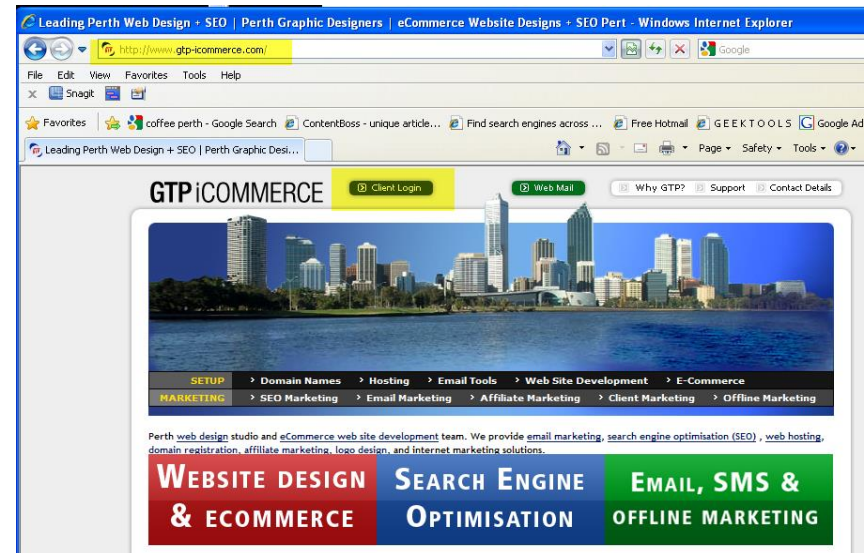 Leading Perth Web Design + SEO | Perth Graphic Designers | eCommerce Website Designs + SEO Pert - Windows Internet Explorer
http://www.gtp-icommerce.com/
Google
File Edit View Favorites Tools Help
x Snagit
Favorites coffee perth - Google Search ContentBoss - unique article... Find search engines across ... Free Hotmail G E E K T O O L S Google Ad
Leading Perth Web Design + SEO | Perth Graphic Desi... Page Safety Tools
GTP iCOMMERCE Client Login Web Mail Why GTP? Support Contact Details
SETUP > Domain Names > Hosting > Email Tools > Web Site Development > E-Commerce
MARKETING > SEO Marketing > Email Marketing > Affiliate Marketing > Client Marketing > Offline Marketing
Perth web design studio and eCommerce web site development team. We provide email marketing, search engine optimisation (SEO) , web hosting,
domain registration, affiliate marketing, logo design, and internet marketing solutions.
WEBSITE DESIGN
& ECOMMERCE
SEARCH ENGINE
OPTIMISATION
EMAIL, SMS &
OFFLINE MARKETING